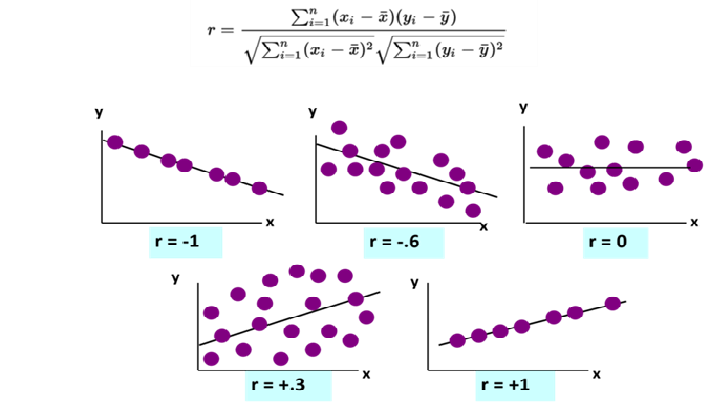 r = \frac{\sum_{i=1}^{n}(x_i - \bar{x})(y_i - \bar{y})}{\sqrt{\sum_{i=1}^{n}(x_i - \bar{x})^2}\sqrt{\sum_{i=1}^{n}(y_i - \bar{y})^2}}
y
y
y
x
x
x
r = -1
r = -.6
r = 0
y
y
x
x
r = +.3
r = +1